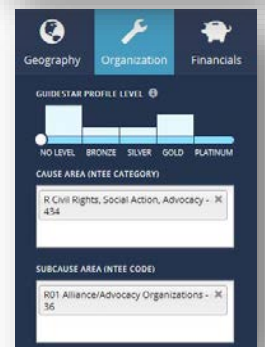 Geography Organization Financials
GUIDESTAR PROFILE LEVEL
NO LEVEL BRONZE SILVER GOLD PLATINUM
CAUSE AREA (NTEE CATEGORY)
R Civil Rights, Social Action, Advocacy - ×
434
SUBCAUSE AREA (NTEE CODE)
R01 Alliance/Advocacy Organizations - ×
36